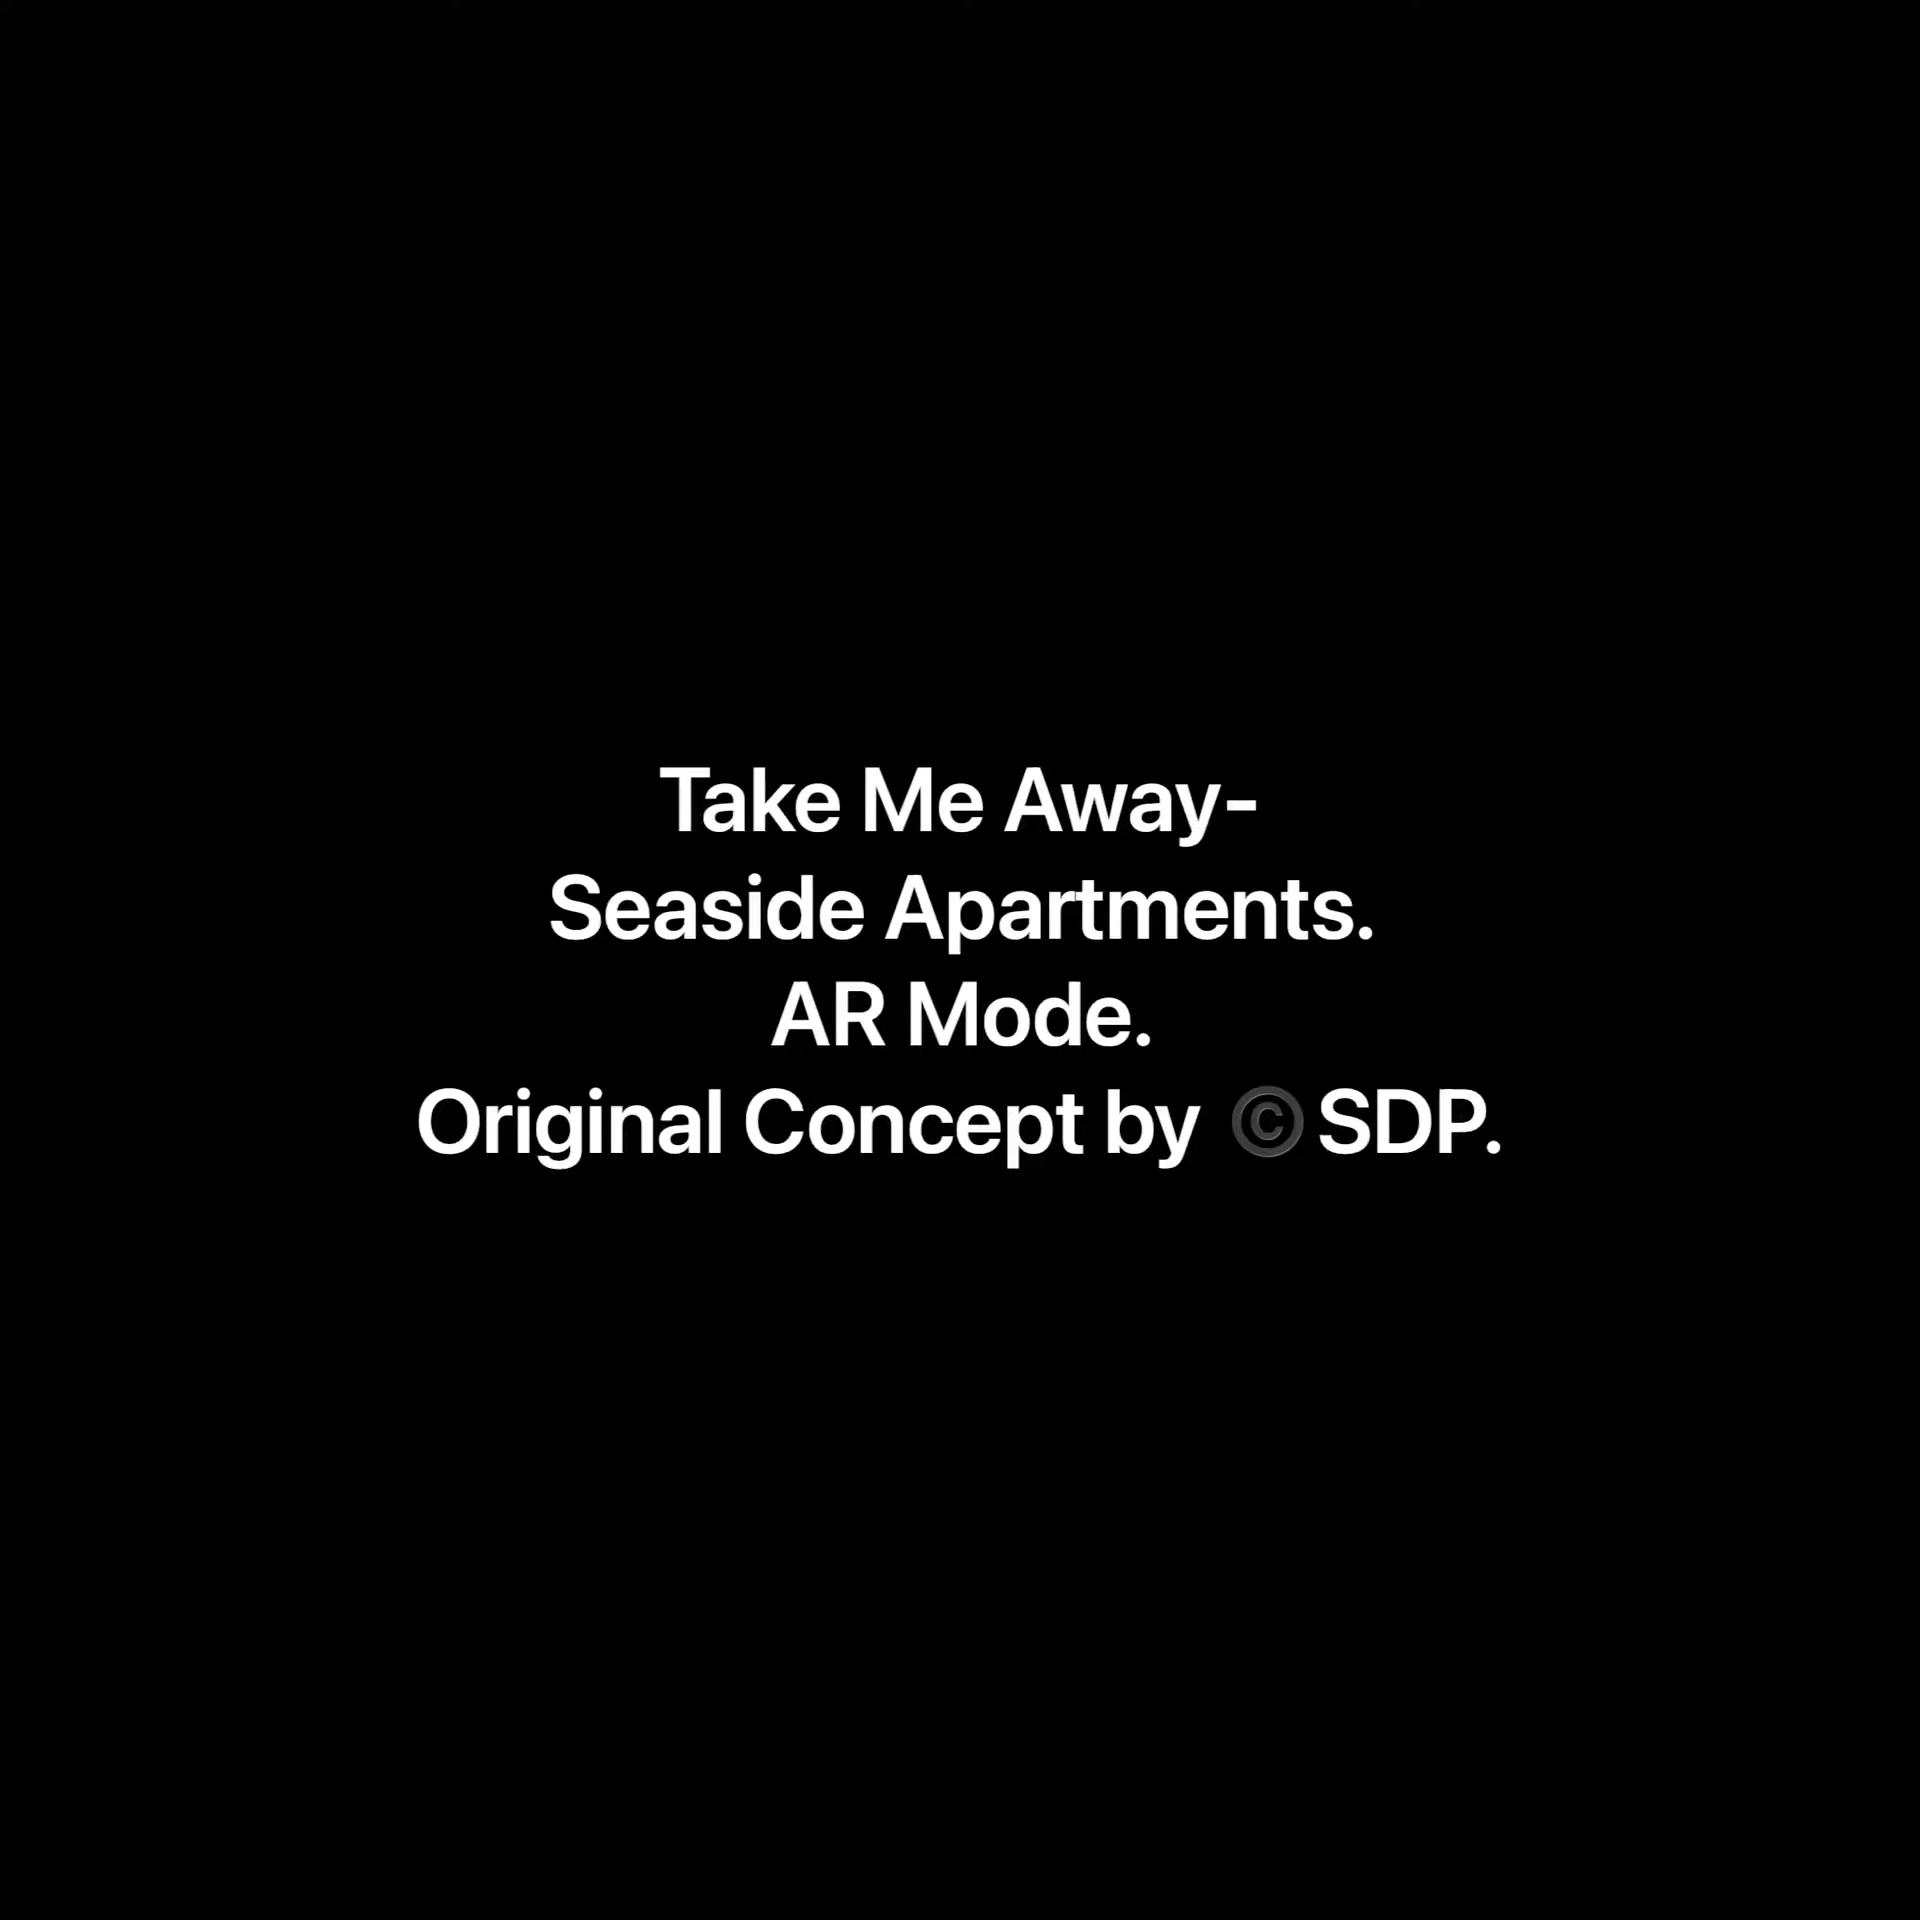 Take Me Away-
Seaside Apartments.
AR Mode.
Original Concept by ©️SDP.